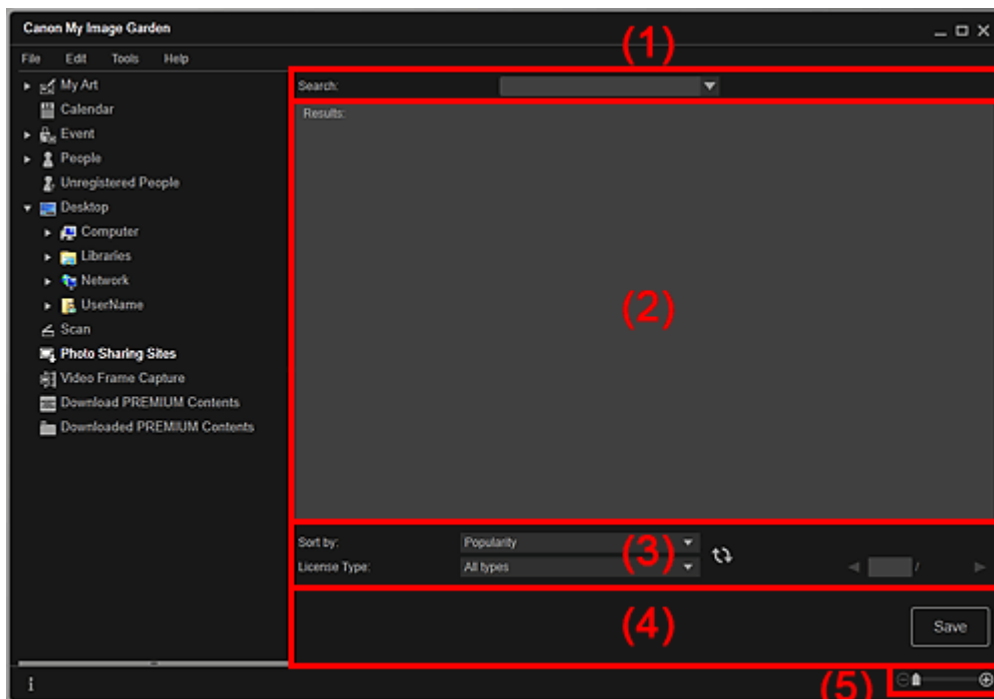 Canon My Image Garden
File Edit Tools Help
(1)
My Art
Calendar
Event
People
Unregistered People
Desktop
Computer
Libraries
Network
UserName
Scan
Photo Sharing Sites
Video Frame Capture
Download PREMIUM Contents
Downloaded PREMIUM Contents
Search:
Results:
(2)
Sort by: Popularity
(3)
License Type: All types /
(4)
Save
(5)